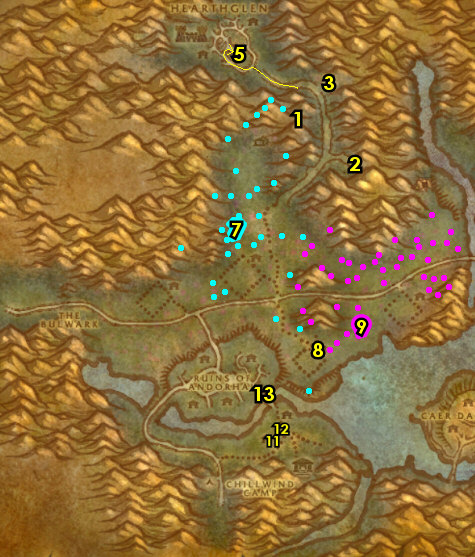 HEARTHGLEN
5
3
1
2
7
THE
BULWARK
9
8
RUINS OF
ANDORHA
13
CAER DA
12
11
CHILLWIND
CAMP